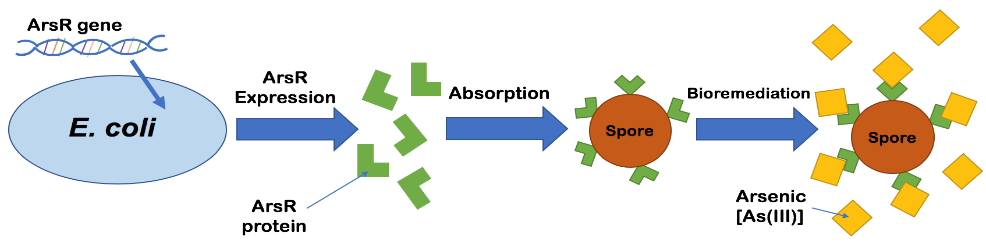 ArsR gene
E. coli
ArsR
Expression
ArsR
protein
Absorption
Spore
Bioremediation
Spore
Arsenic
[As(III)]